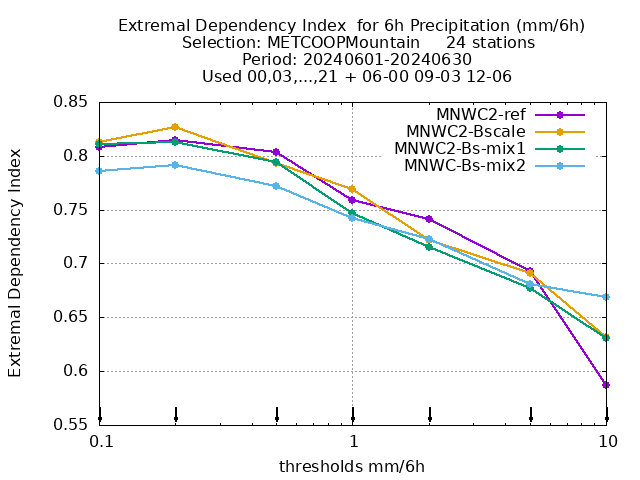 Extremal Dependency Index  for 6h Precipitation (mm/6h)
Selection: METCOOPMountain     24 stations
Period: 20240601-20240630
Used 00,03,...,21 + 06-00 09-03 12-06
MNWC2-ref
MNWC2-Bscale
MNWC2-Bs-mix1
MNWC-Bs-mix2
Extremal Dependency Index
0.85
0.8
0.75
0.7
0.65
0.6
0.55
0.1
1
10
thresholds mm/6h